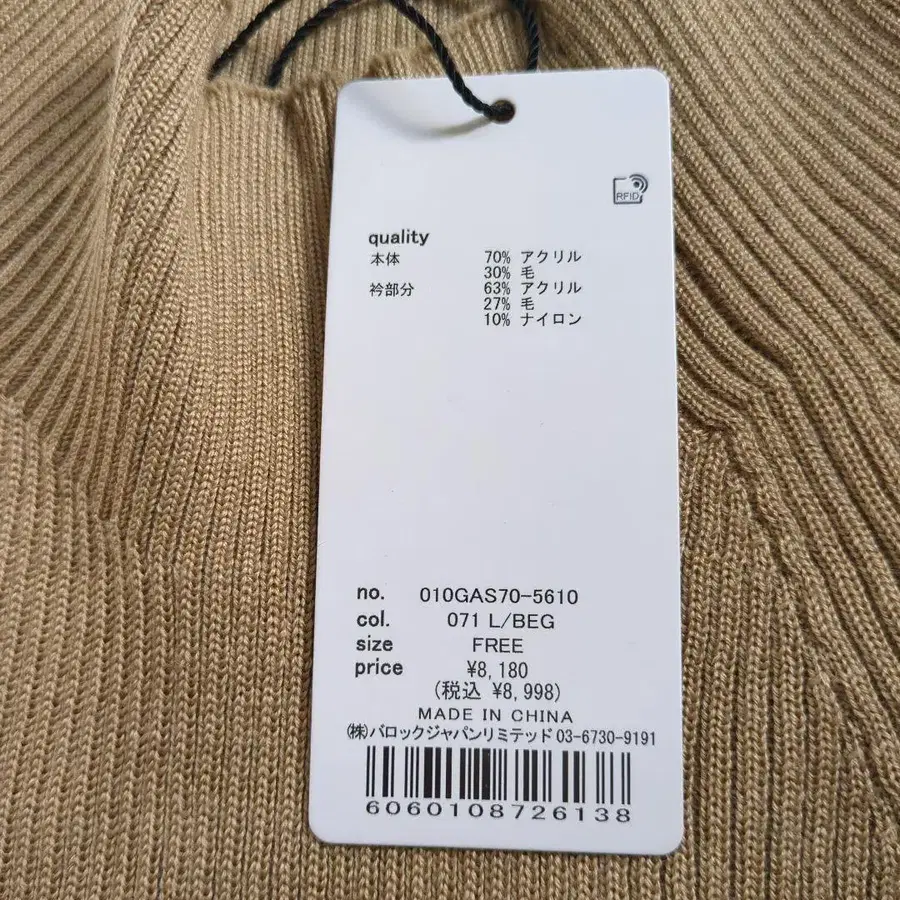 RFID
quality
本体 70% アクリル
30% 毛
衿部分 63% アクリル
27% 毛
10% ナイロン
no. 010GAS70-5610
col. 071 L/BEG
size FREE
price ¥8,180
(税込 ¥8,998)
MADE IN CHINA
㈱バロックジャパンリミテッド 03-6730-9191
6060108726138